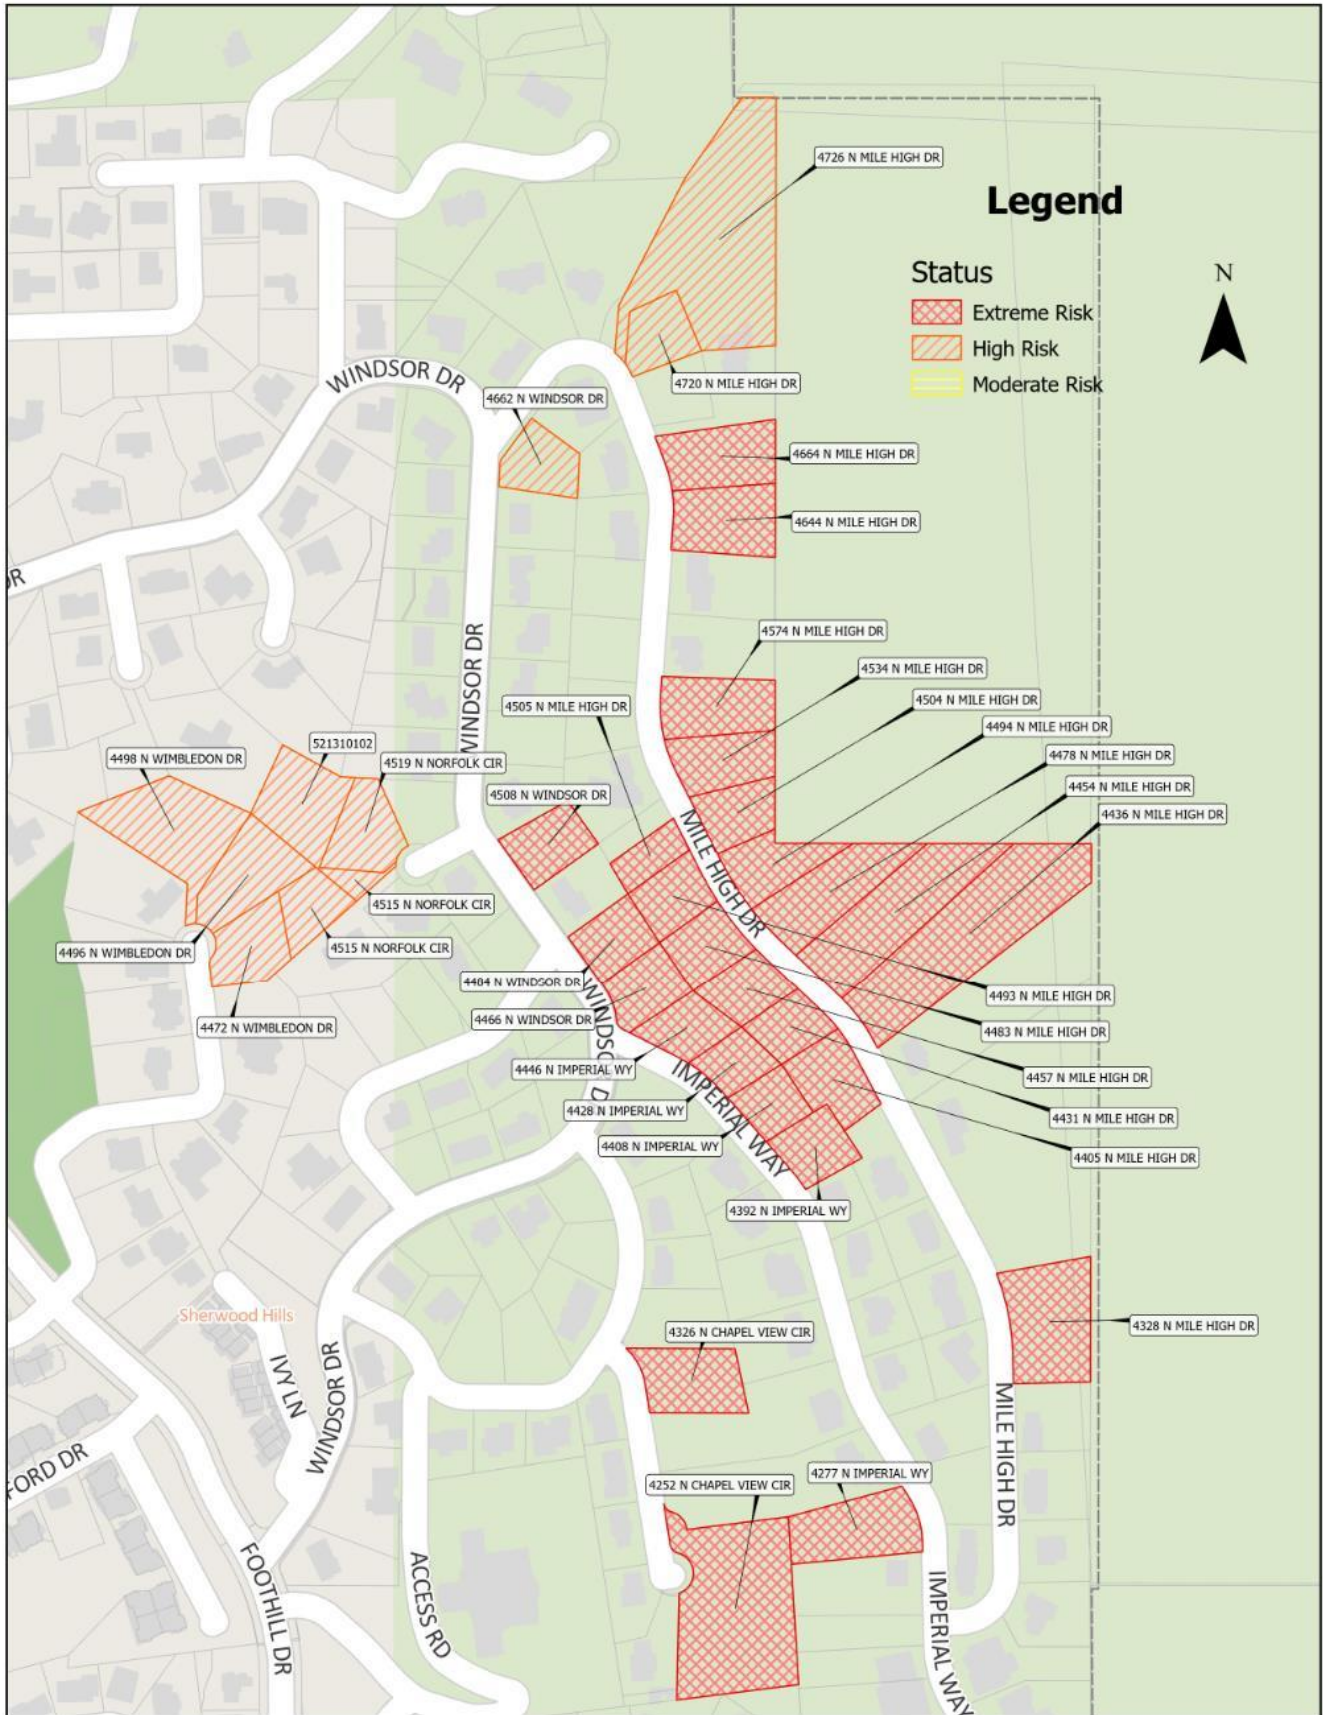 4726 N MILE HIGH DR
Legend
Status
N
Extreme Risk
High Risk
Moderate Risk
WINDSOR DR
4720 N MILE HIGH DR
4662 N WINDSOR DR
4664 N MILE HIGH DR
4644 N MILE HIGH DR
DR
WINDSOR DR
4574 N MILE HIGH DR
4534 N MILE HIGH DR
4505 N MILE HIGH DR
4504 N MILE HIGH DR
4494 N MILE HIGH DR
521310102
4498 N WIMBLEDON DR
4519 N NORFOLK CIR
4478 N MILE HIGH DR
4454 N MILE HIGH DR
4508 N WINDSOR DR
4436 N MILE HIGH DR
MILE HIGH DR
4515 N NORFOLK CIR
4496 N WIMBLEDON DR
4515 N NORFOLK CIR
4484 N WINDSOR DR
4493 N MILE HIGH DR
4472 N WIMBLEDON DR
4466 N WINDSOR DR
WINDSOR D
4483 N MILE HIGH DR
4446 N IMPERIAL WY
IMPERIAL WAY
4457 N MILE HIGH DR
4428 N IMPERIAL WY
4431 N MILE HIGH DR
4408 N IMPERIAL WY
4405 N MILE HIGH DR
4392 N IMPERIAL WY
Sherwood Hills
4326 N CHAPEL VIEW CIR
4328 N MILE HIGH DR
IVY LN
WINDSOR DR
MILE HIGH DR
FORD DR
4252 N CHAPEL VIEW CIR
4277 N IMPERIAL WY
FOOTHILL DR
ACCESS RD
IMPERIAL WAY